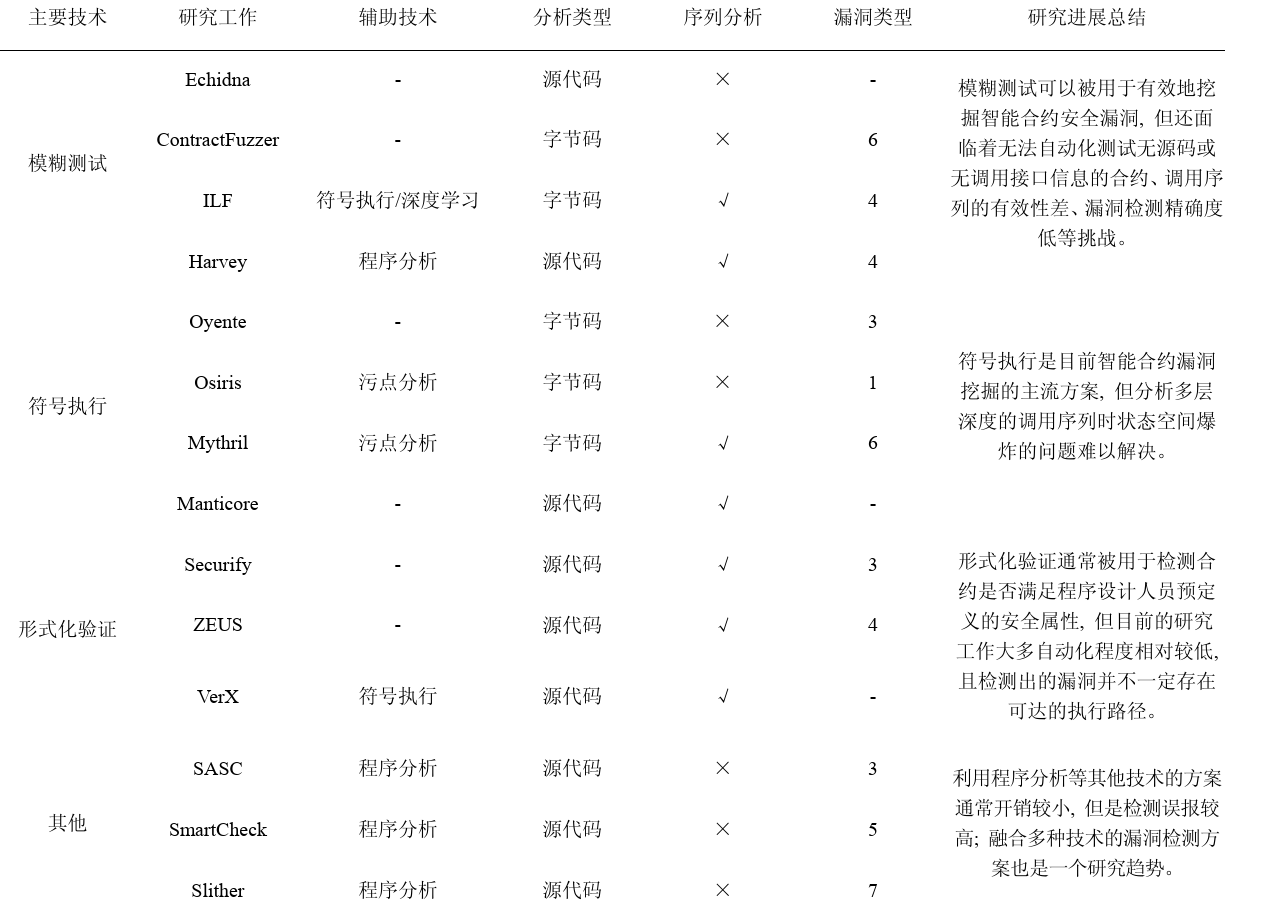 主要技术 研究工作 辅助技术 分析类型 序列分析 漏洞类型 研究进展总结
模糊测试
Echidna - 源代码 × -
ContractFuzzer - 字节码 × 6
ILF 符号执行/深度学习 字节码 √ 4
Harvey 程序分析 源代码 √ 4
模糊测试可以被用于有效地挖
掘智能合约安全漏洞, 但还面
临着无法自动化测试无源码或
无调用接口信息的合约、调用序
列的有效性差、漏洞检测精确度
低等挑战。
符号执行
Oyente - 字节码 × 3
Osiris 污点分析 字节码 × 1
Mythril 污点分析 字节码 √ 6
Manticore - 源代码 √ -
符号执行是目前智能合约漏洞
挖掘的主流方案, 但分析多层
深度的调用序列时状态空间爆
炸的问题难以解决。
形式化验证
Securify - 源代码 √ 3
ZEUS - 源代码 √ 4
VerX 符号执行 源代码 √ -
形式化验证通常被用于检测合
约是否满足程序设计人员预定
义的安全属性, 但目前的研究
工作大多自动化程度相对较低,
且检测出的漏洞并不一定存在
可达的执行路径。
其他
SASC 程序分析 源代码 × 3
SmartCheck 程序分析 源代码 × 5
Slither 程序分析 源代码 × 7
利用程序分析等其他技术的方案
通常开销较小, 但是检测误报较
高; 融合多种技术的漏洞检测方
案也是一个研究趋势。